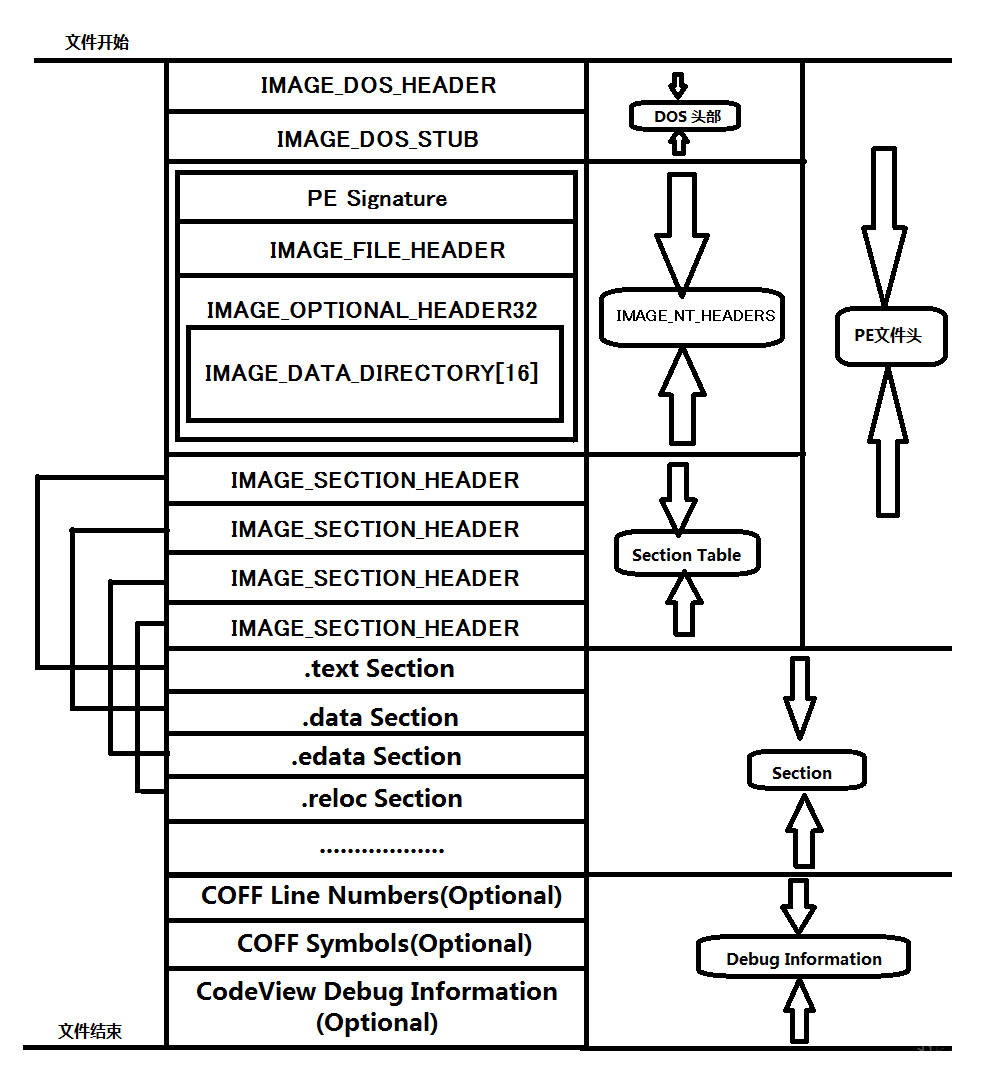 文件开始
IMAGE_DOS_HEADER
DOS 头部
IMAGE_DOS_STUB
PE Signature
IMAGE_FILE_HEADER
IMAGE_OPTIONAL_HEADER32
IMAGE_NT_HEADERS
PE文件头
IMAGE_DATA_DIRECTORY[16]
IMAGE_SECTION_HEADER
IMAGE_SECTION_HEADER
Section Table
IMAGE_SECTION_HEADER
IMAGE_SECTION_HEADER
.text Section
.data Section
.edata Section
Section
.reloc Section
..................
COFF Line Numbers(Optional)
COFF Symbols(Optional)
Debug Information
CodeView Debug Information
(Optional)
文件结束